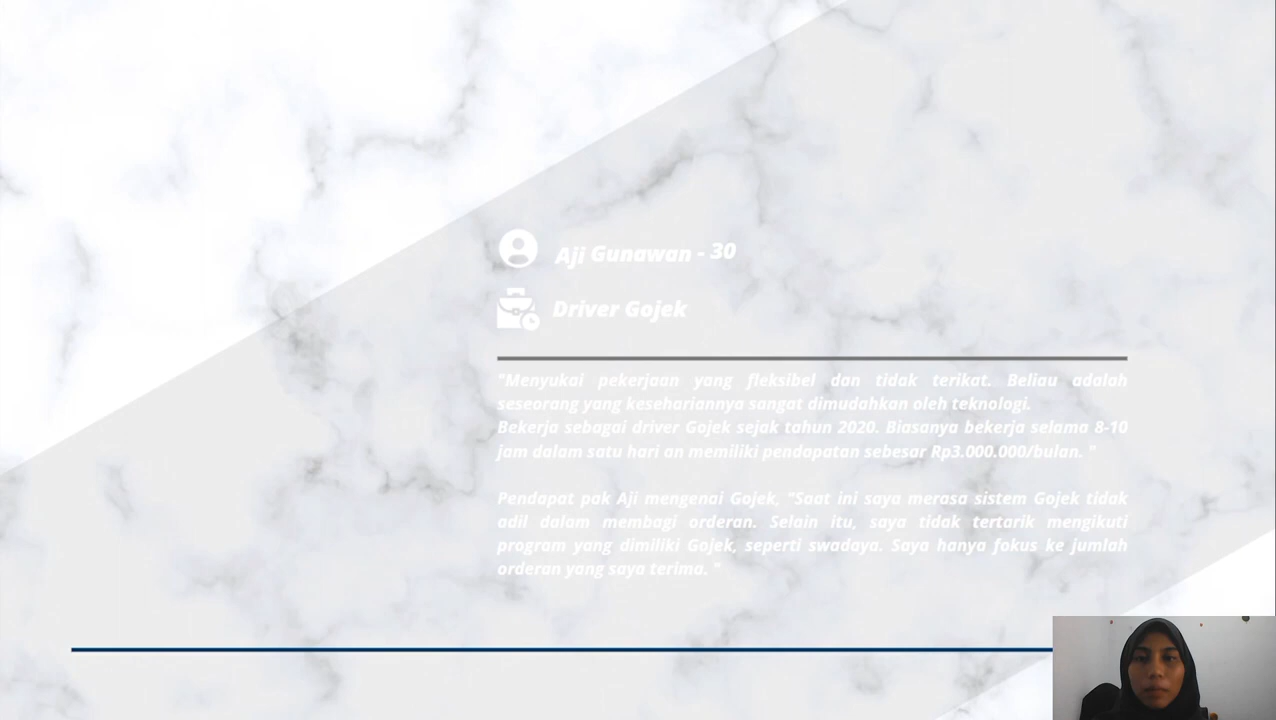 Aji Gunawan - 30
Driver Gojek
"Menyukai pekerjaan yang fleksibel dan tidak terikat. Beliau adalah
seseorang yang kesehariannya sangat dimudahkan oleh teknologi.
Bekerja sebagai driver Gojek sejak tahun 2020. Biasanya bekerja selama 8-10
jam dalam satu hari an memiliki pendapatan sebesar Rp3.000.000/bulan. "
Pendapat pak Aji mengenai Gojek, "Saat ini saya merasa sistem Gojek tidak
adil dalam membagi orderan. Selain itu, saya tidak tertarik mengikuti
program yang dimiliki Gojek, seperti swadaya. Saya hanya fokus ke jumlah
orderan yang saya terima. "